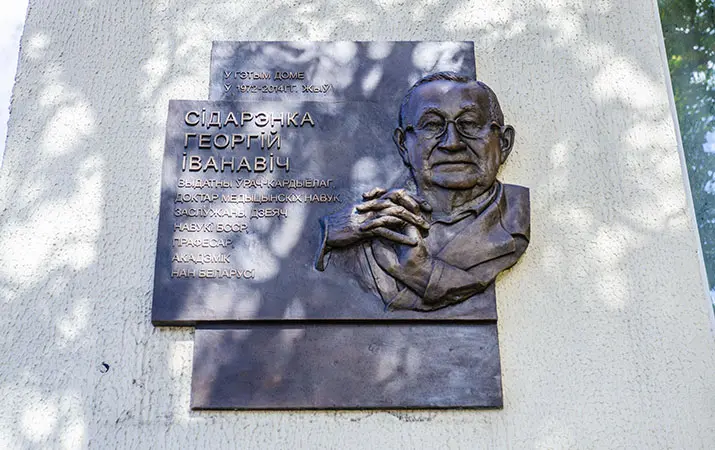 У ГЭТЫМ ДОМЕ
У 1972-2014 ГГ. ЖЫЎ
СІДАРЭНКА
ГЕОРГІЙ
ІВАНАВІЧ
ВЫДАТНЫ ЎРАЧ-КАРДЫЁЛАГ,
ДОКТАР МЕДЫЦЫНСКІХ НАВУК,
ЗАСЛУЖАНЫ ДЗЕЯЧ
НАВУКІ БССР,
ПРАФЕСАР,
АКАДЭМІК
НАН БЕЛАРУСІ